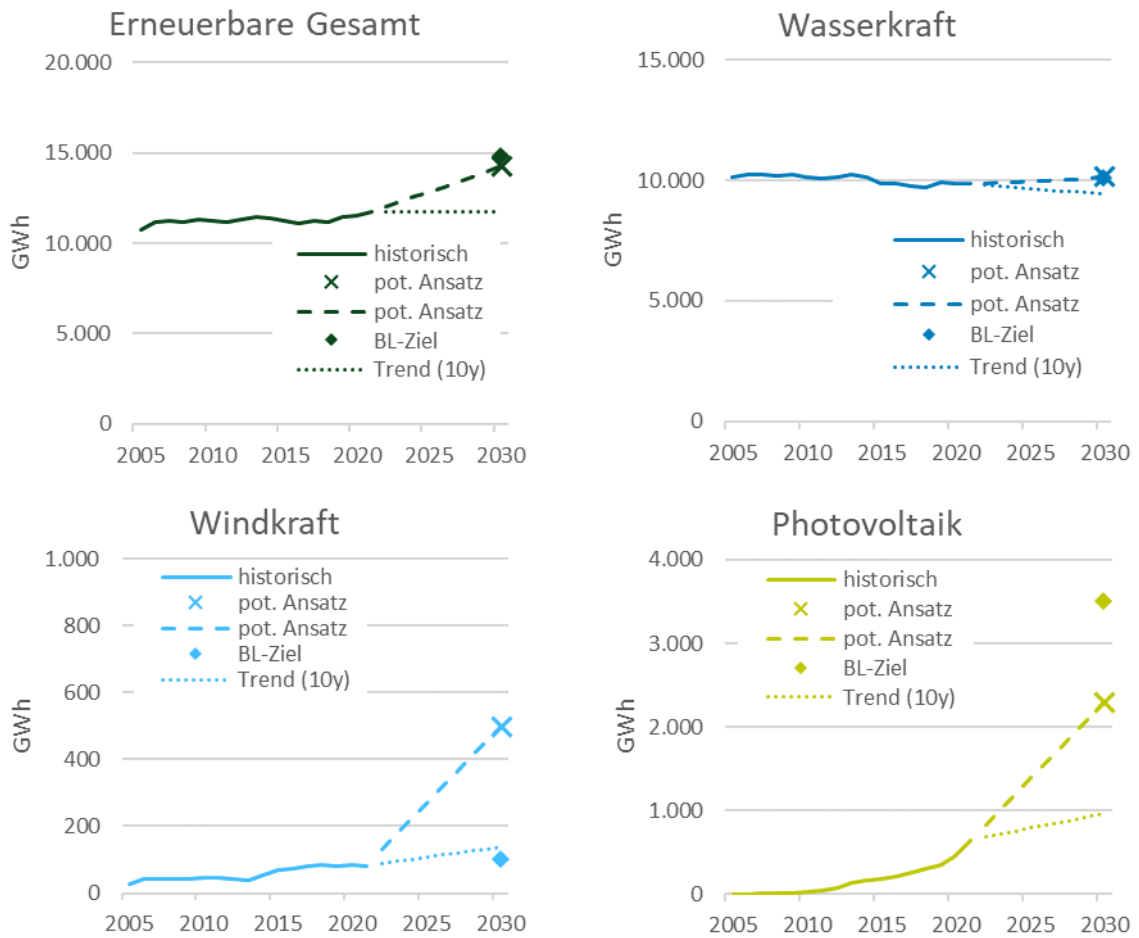 Erneuerbare Gesamt
20.000
15.000
10.000
5.000
0
GWh
historisch
pot. Ansatz
pot. Ansatz
BL-Ziel
Trend (10y)
2005 2010 2015 2020 2025 2030
Wasserkraft
15.000
10.000
5.000
0
GWh
historisch
pot. Ansatz
pot. Ansatz
BL-Ziel
Trend (10y)
2005 2010 2015 2020 2025 2030
Windkraft
1.000
800
600
400
200
0
GWh
historisch
pot. Ansatz
pot. Ansatz
BL-Ziel
Trend (10y)
2005 2010 2015 2020 2025 2030
Photovoltaik
4.000
3.000
2.000
1.000
0
GWh
historisch
pot. Ansatz
pot. Ansatz
BL-Ziel
Trend (10y)
2005 2010 2015 2020 2025 2030